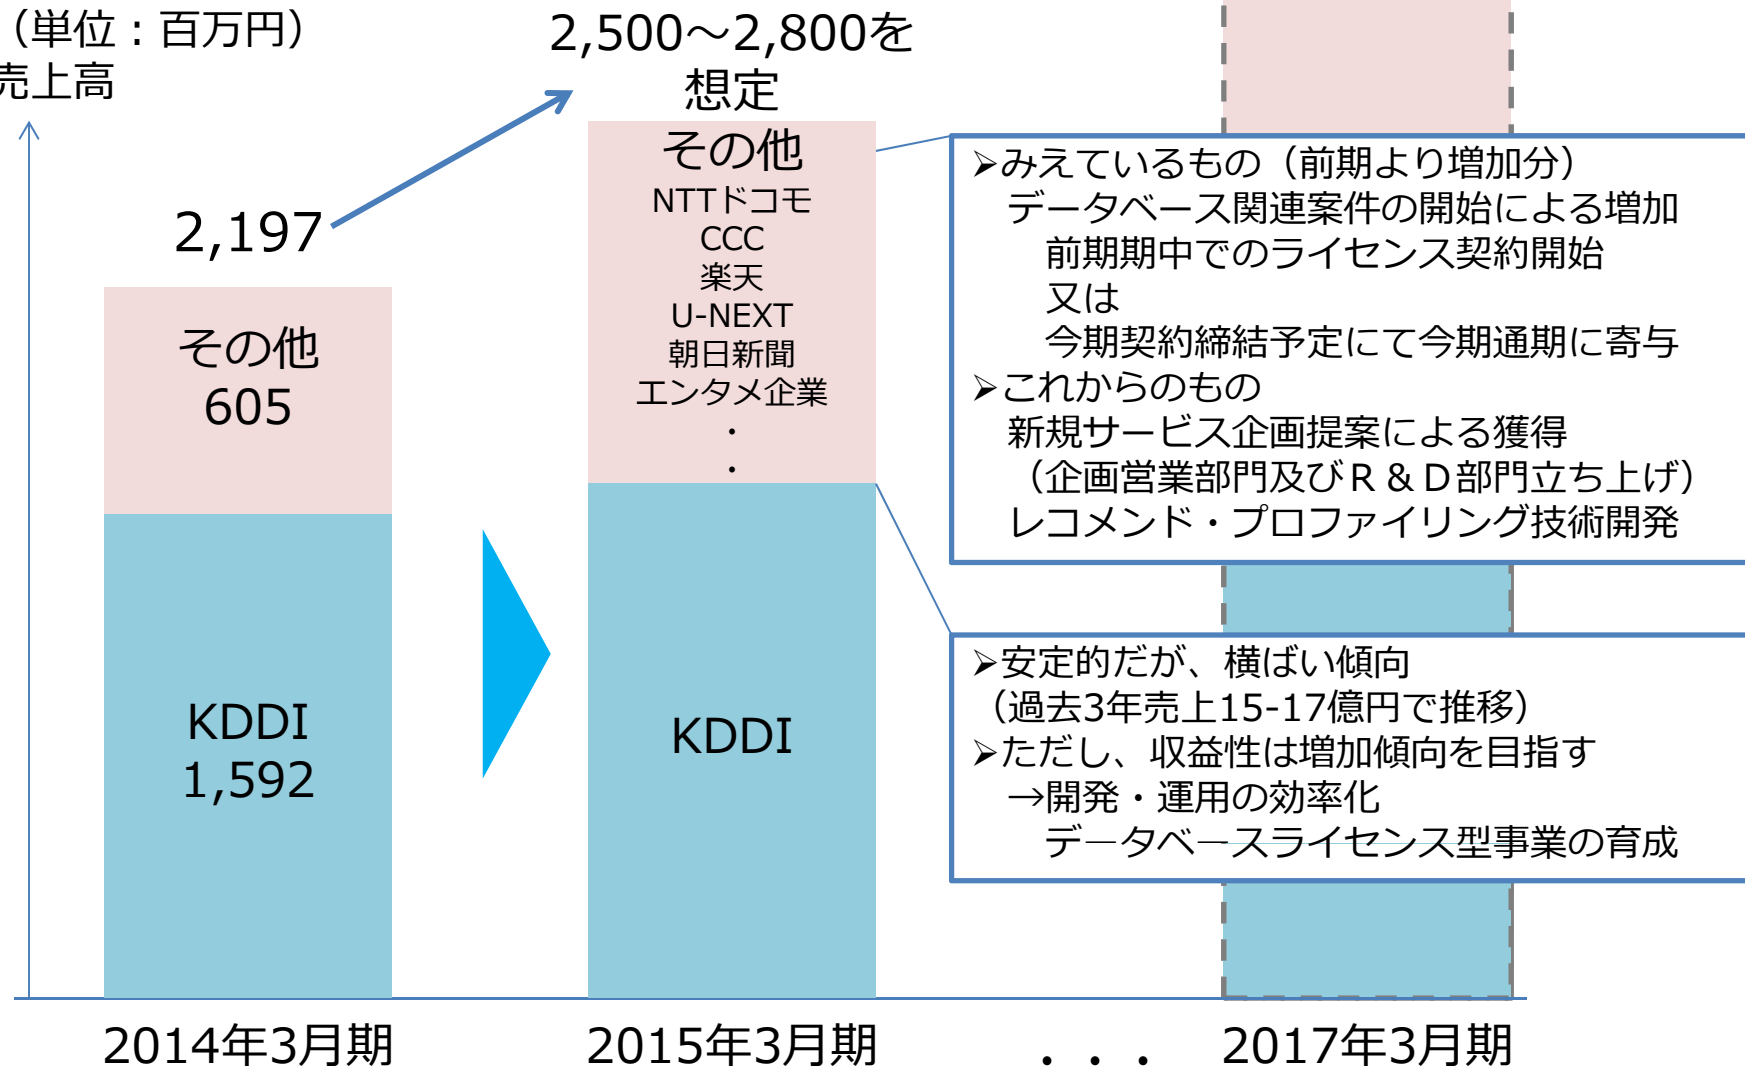 （単位：百万円）
売上高
2,500～2,800を
想定
2,197
その他
605
KDDI
1,592
その他
NTTドコモ
CCC
楽天
U-NEXT
朝日新聞
エンタメ企業
・
・
KDDI
➢みえているもの（前期より増加分）
データベース関連案件の開始による増加
前期期中でのライセンス契約開始
又は
今期契約締結予定にて今期通期に寄与
➢これからのもの
新規サービス企画提案による獲得
（企画営業部門及びＲ＆Ｄ部門立ち上げ）
レコメンド・プロファイリング技術開発
➢安定的だが、横ばい傾向
（過去3年売上15-17億円で推移）
➢ただし、収益性は増加傾向を目指す
→開発・運用の効率化
データベースライセンス型事業の育成
2014年3月期
2015年3月期
．．．
2017年3月期